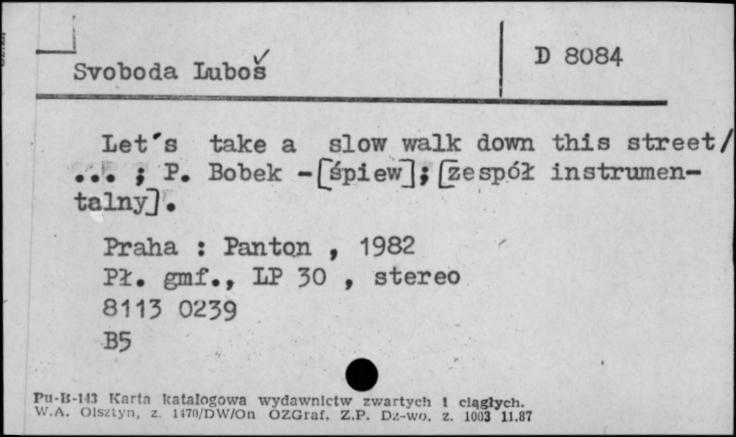 Svoboda Luboš
D 8084
Let's take a slow walk down this street/
... ; P. Bobek -[śpiew]; [zespół instrumen-
talny].
Praha : Panton , 1982
Pł. gmf., LP 30 , stereo
8113 0239
B5
Pu-B-143 Karta katalogowa wydawnictw zwartych i ciągłych.
W.A. Olsztyn, z. 1470/DW/On OZGraf. Z.P. Dz-wo. z. 1003 11.87